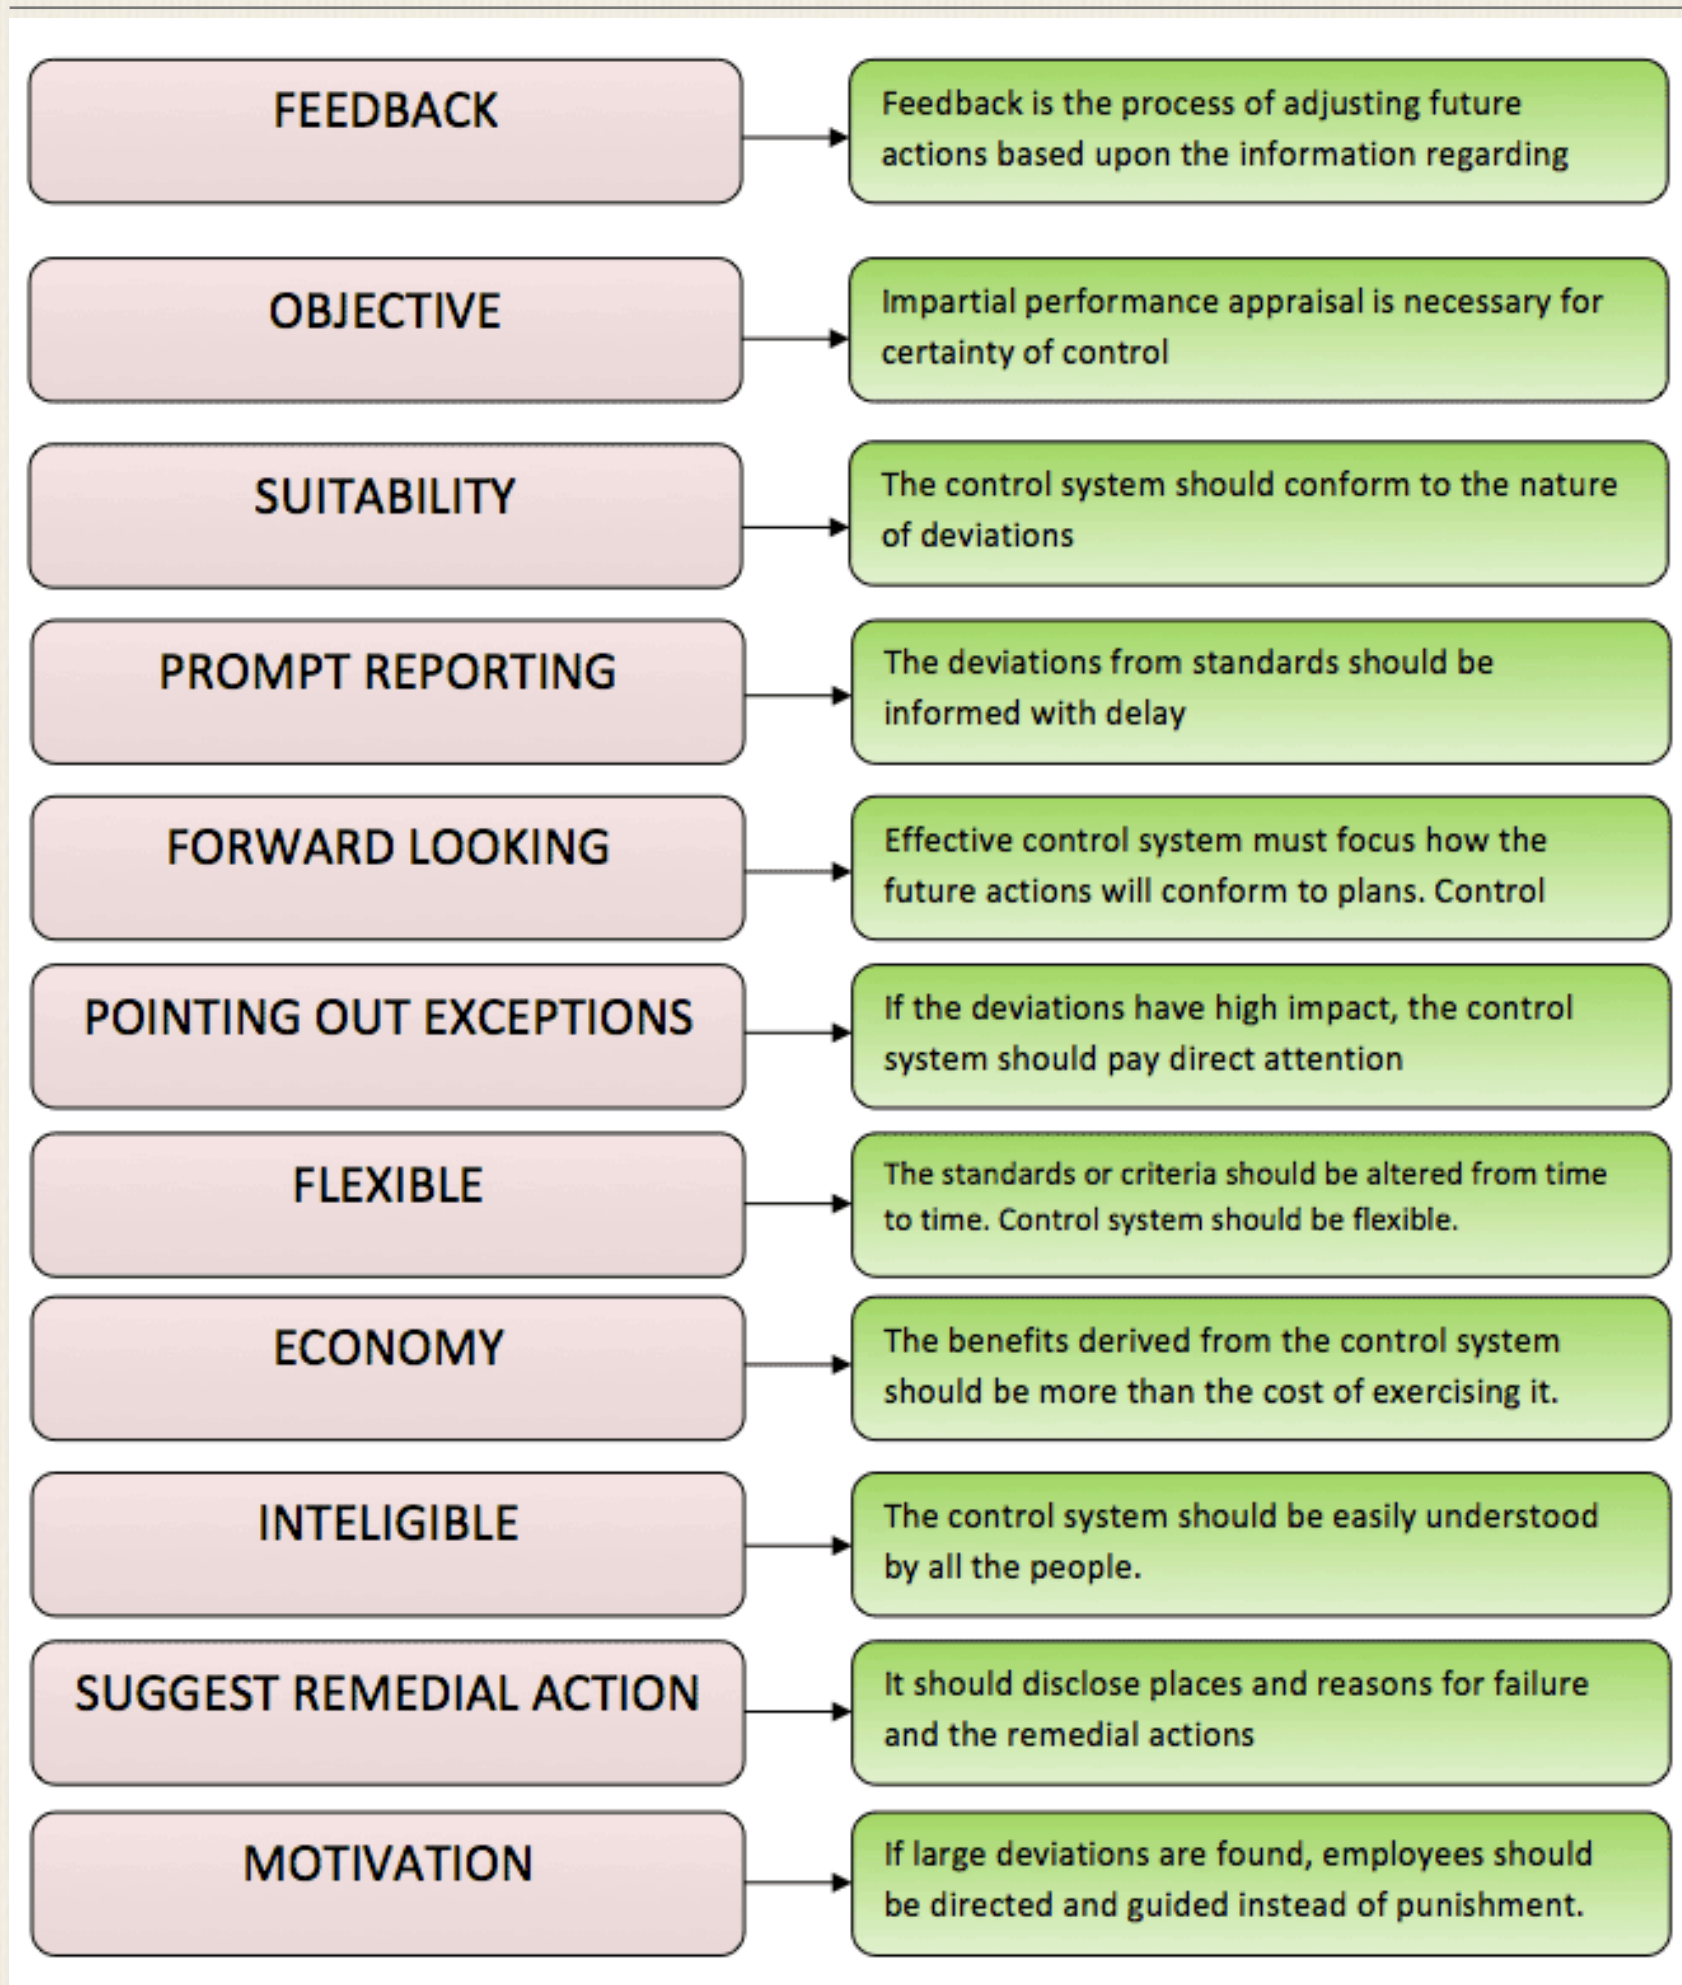 FEEDBACK
Feedback is the process of adjusting future
actions based upon the information regarding
OBJECTIVE
Impartial performance appraisal is necessary for
certainty of control
SUITABILITY
The control system should conform to the nature
of deviations
PROMPT REPORTING
The deviations from standards should be
informed with delay
FORWARD LOOKING
Effective control system must focus how the
future actions will conform to plans. Control
POINTING OUT EXCEPTIONS
If the deviations have high impact, the control
system should pay direct attention
FLEXIBLE
The standards or criteria should be altered from time
to time. Control system should be flexible.
ECONOMY
The benefits derived from the control system
should be more than the cost of exercising it.
INTELIGIBLE
The control system should be easily understood
by all the people.
SUGGEST REMEDIAL ACTION
It should disclose places and reasons for failure
and the remedial actions
MOTIVATION
If large deviations are found, employees should
be directed and guided instead of punishment.